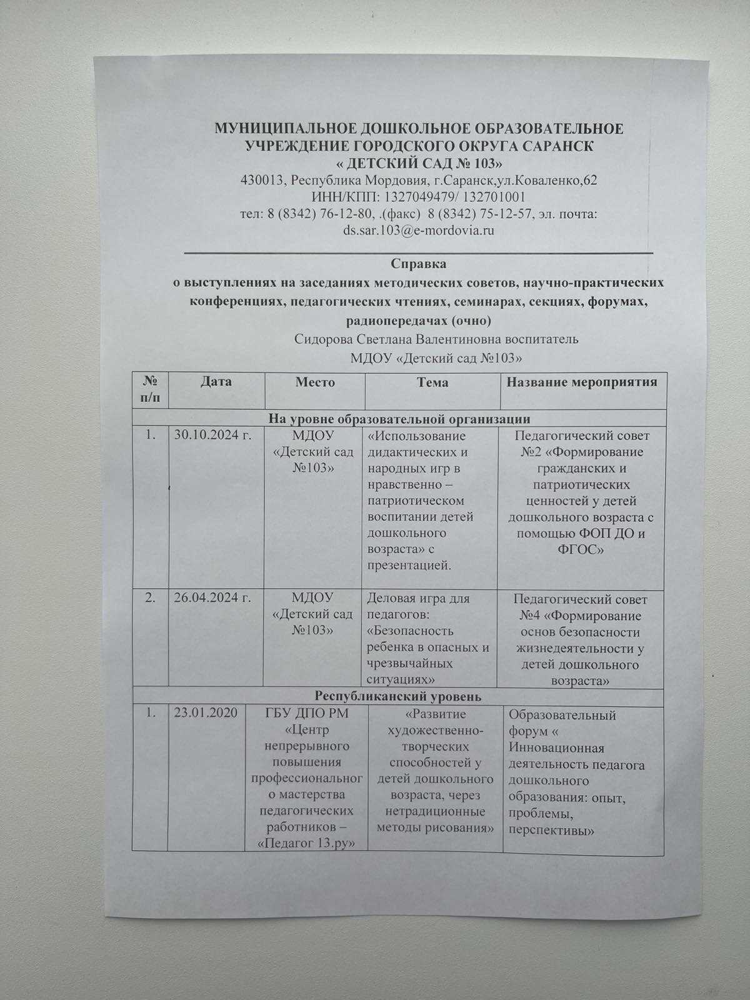 МУНИЦИПАЛЬНОЕ ДОШКОЛЬНОЕ ОБРАЗОВАТЕЛЬНОЕ
УЧРЕЖДЕНИЕ ГОРОДСКОГО ОКРУГА САРАНСК
« ДЕТСКИЙ САД № 103»
430013, Республика Мордовия, г.Саранск,ул.Коваленко,62
ИНН/КПП: 1327049479/ 132701001
тел: 8 (8342) 76-12-80, .(факс)  8 (8342) 75-12-57, эл. почта:
ds.sar.103@e-mordovia.ru
Справка
о выступлениях на заседаниях методических советов, научно-практических
конференциях, педагогических чтениях, семинарах, секциях, форумах,
радиопередачах (очно)
Сидорова Светлана Валентиновна воспитатель
МДОУ «Детский сад №103»
№
п/п
Дата
Место
Тема
Название мероприятия
На уровне образовательной организации
1.
30.10.2024 г.
МДОУ
«Детский сад
№103»
«Использование
дидактических и
народных игр в
нравственно –
патриотическом
воспитании детей
дошкольного
возраста» с
презентацией.
Педагогический совет
№2 «Формирование
гражданских и
патриотических
ценностей у детей
дошкольного возраста с
помощью ФОП ДО и
ФГОС»
2.
26.04.2024 г.
МДОУ
«Детский сад
№103»
Деловая игра для
педагогов:
«Безопасность
ребенка в опасных и
чрезвычайных
ситуациях»
Педагогический совет
№4 «Формирование
основ безопасности
жизнедеятельности у
детей дошкольного
возраста»
Республиканский уровень
1.
23.01.2020
ГБУ ДПО РМ
«Центр
непрерывного
повышения
профессиональног
о мастерства
педагогических
работников –
«Педагог 13.ру»
«Развитие
художественно-
творческих
способностей у
детей дошкольного
возраста, через
нетрадиционные
методы рисования»
Образовательный
форум «
Инновационная
деятельность педагога
дошкольного
образования: опыт,
проблемы,
перспективы»